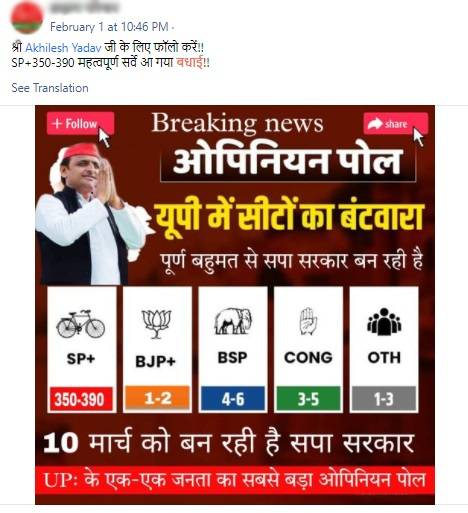 February 1 at 10:46 PM ·
श्री Akhilesh Yadav जी के लिए फॉलो करें!!
SP+350-390 महत्वपूर्ण सर्वे आ गया बधाई!!
See Translation
+ Follow
Breaking news
share
ओपिनियन पोल
यूपी में सीटों का बंटवारा
पूर्ण बहुमत से सपा सरकार बन रही है
SP+ BJP+ BSP CONG OTH
350-390 1-2 4-6 3-5 1-3
10 मार्च को बन रही है सपा सरकार
UP: के एक-एक जनता का सबसे बड़ा ओपिनियन पोल